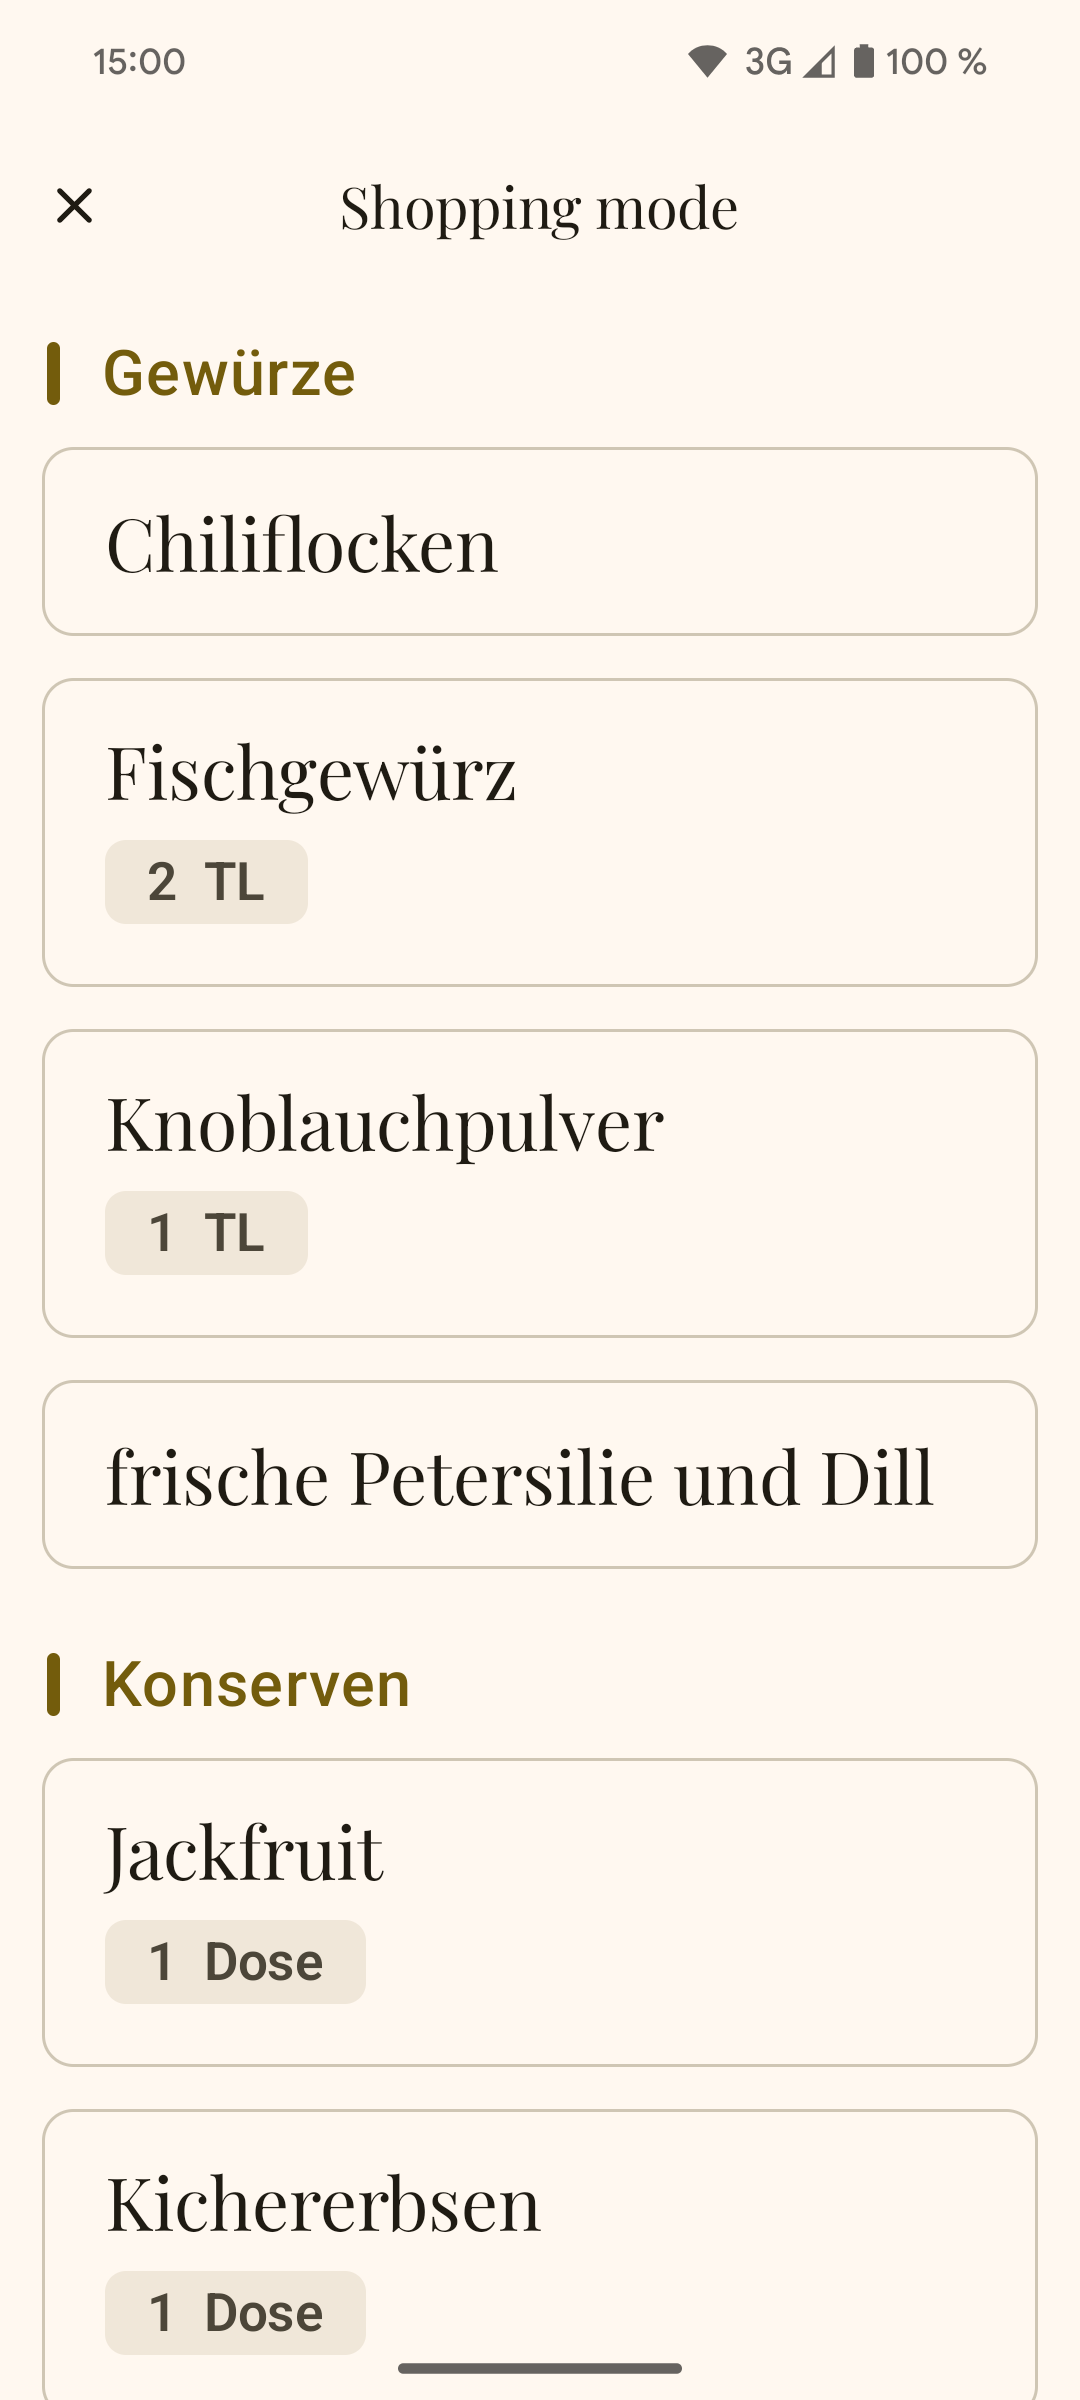 15:00
3G 100 %
Shopping mode
Gewürze
Chiliflocken
Fischgewürz
2 TL
Knoblauchpulver
1 TL
frische Petersilie und Dill
Konserven
Jackfruit
1 Dose
Kichererbsen
1 Dose